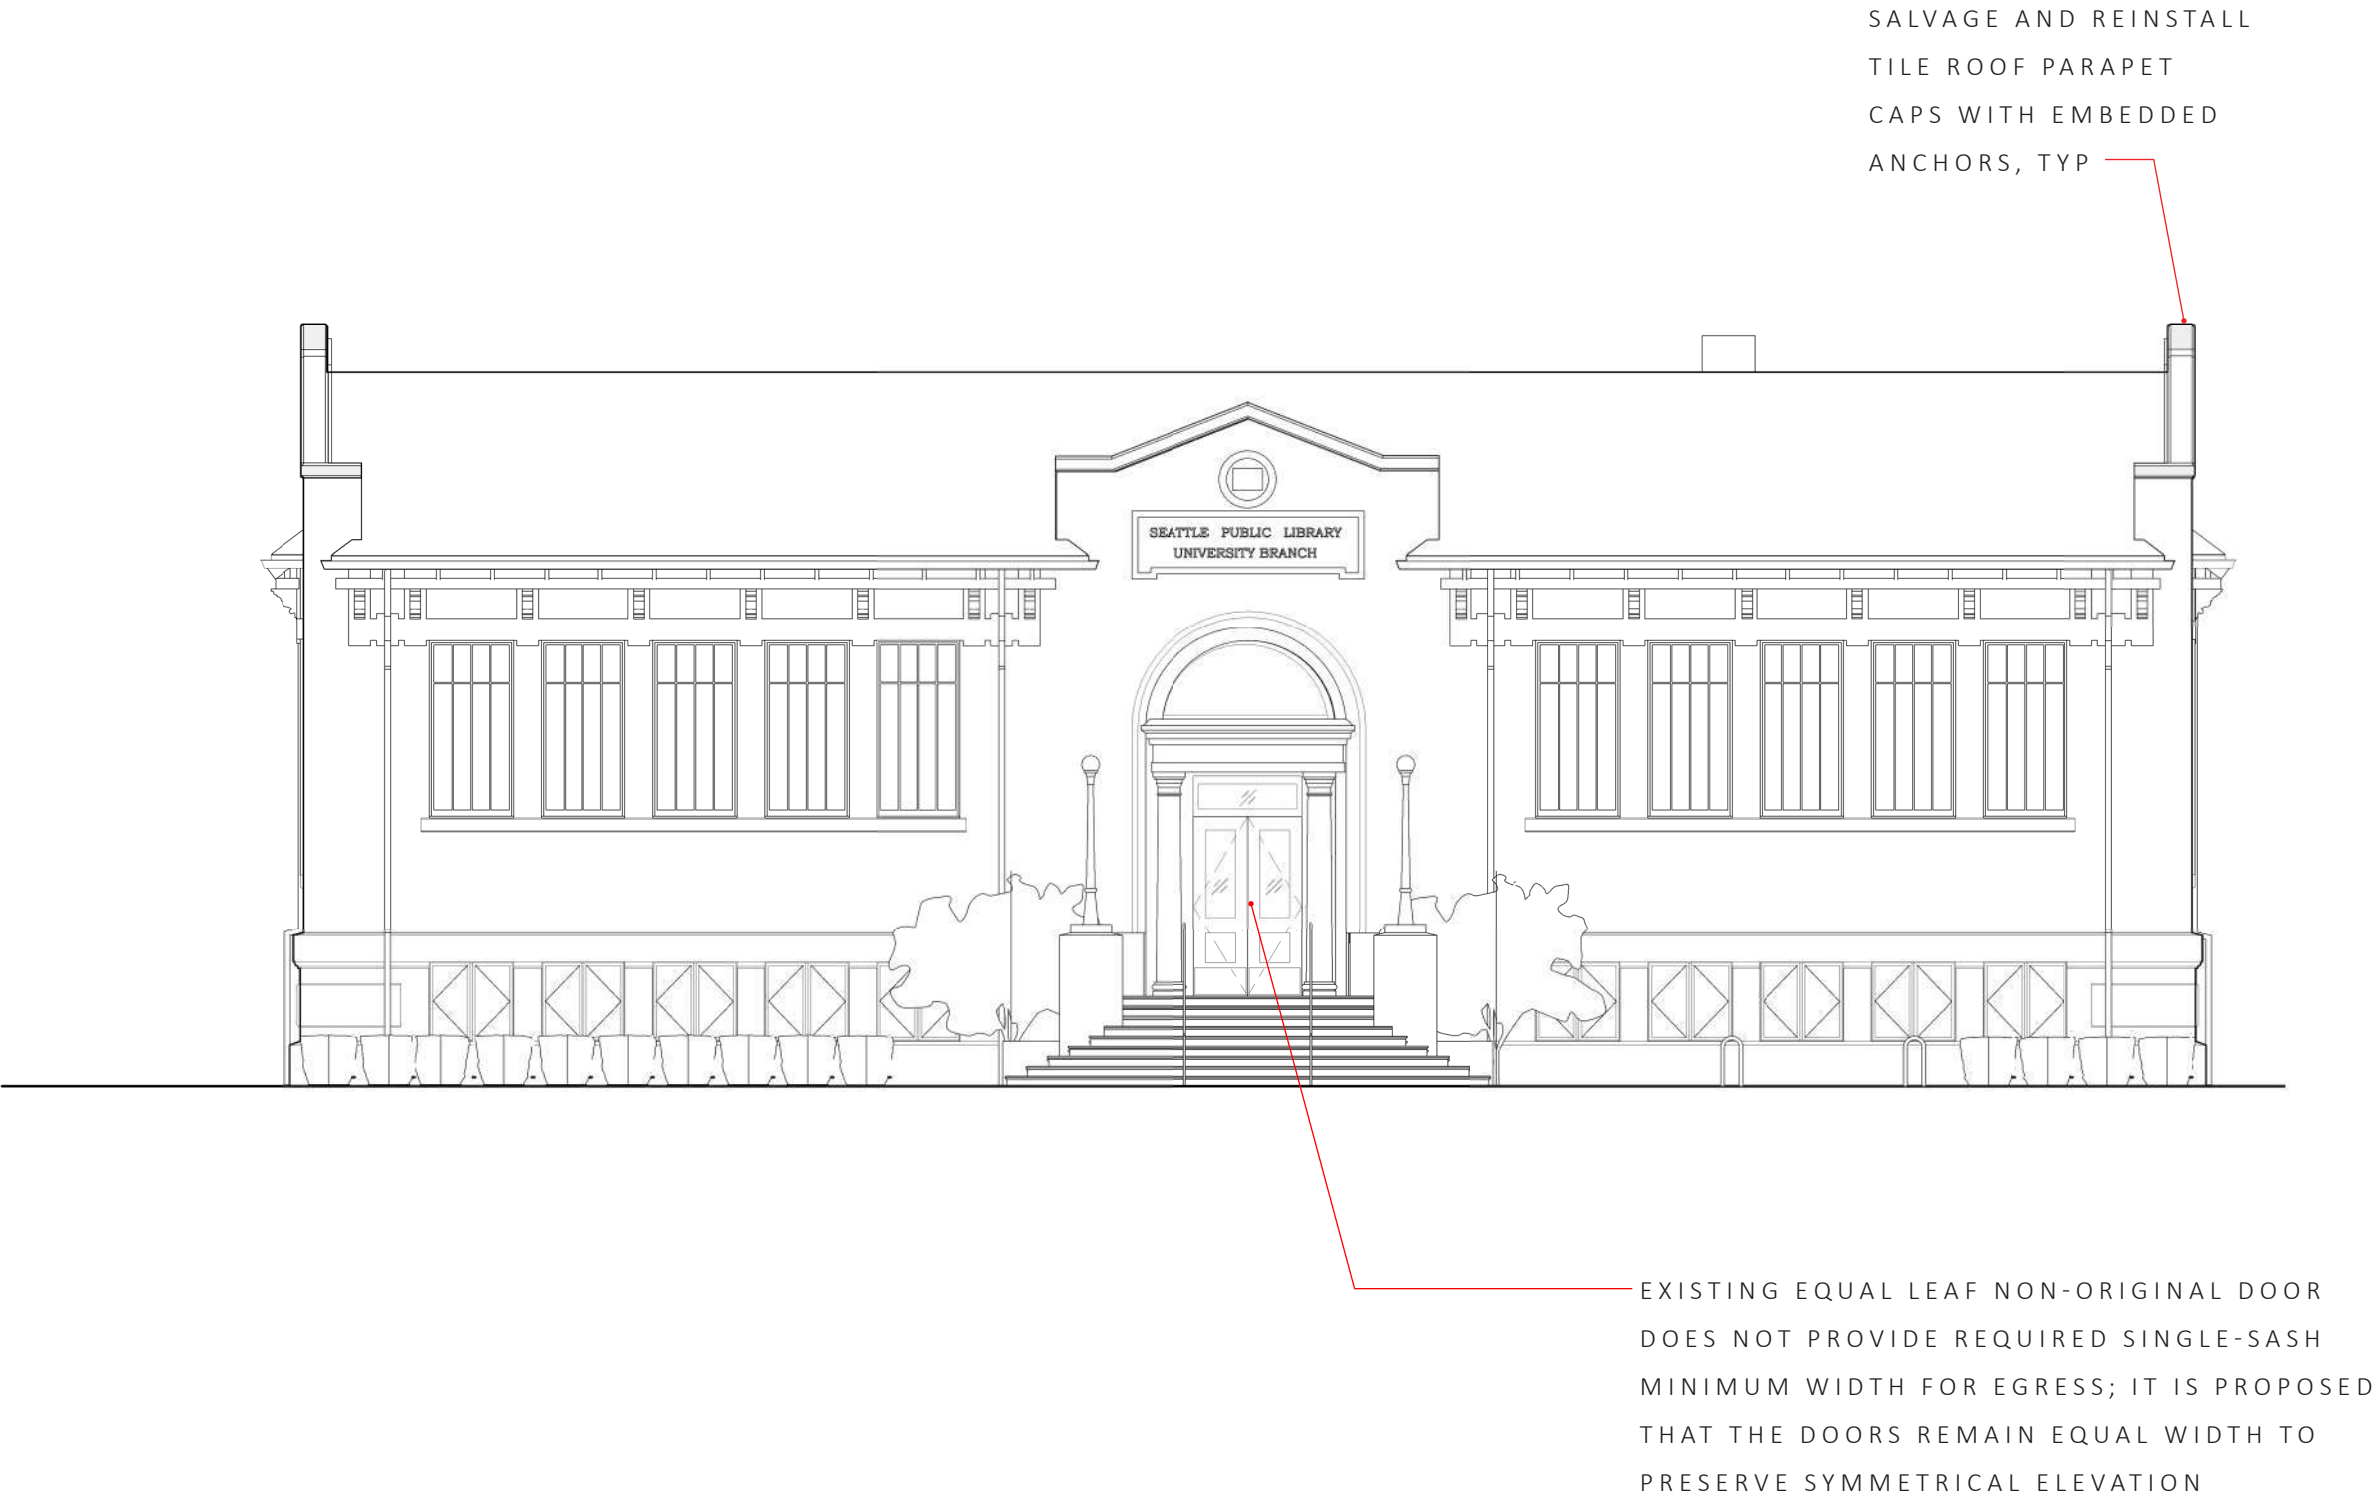 SALVAGE AND REINSTALL
TILE ROOF PARAPET
CAPS WITH EMBEDDED
ANCHORS, TYP
SEATTLE PUBLIC LIBRARY
UNIVERSITY BRANCH
EXISTING EQUAL LEAF NON-ORIGINAL DOOR
DOES NOT PROVIDE REQUIRED SINGLE-SASH
MINIMUM WIDTH FOR EGRESS; IT IS PROPOSED
THAT THE DOORS REMAIN EQUAL WIDTH TO
PRESERVE SYMMETRICAL ELEVATION